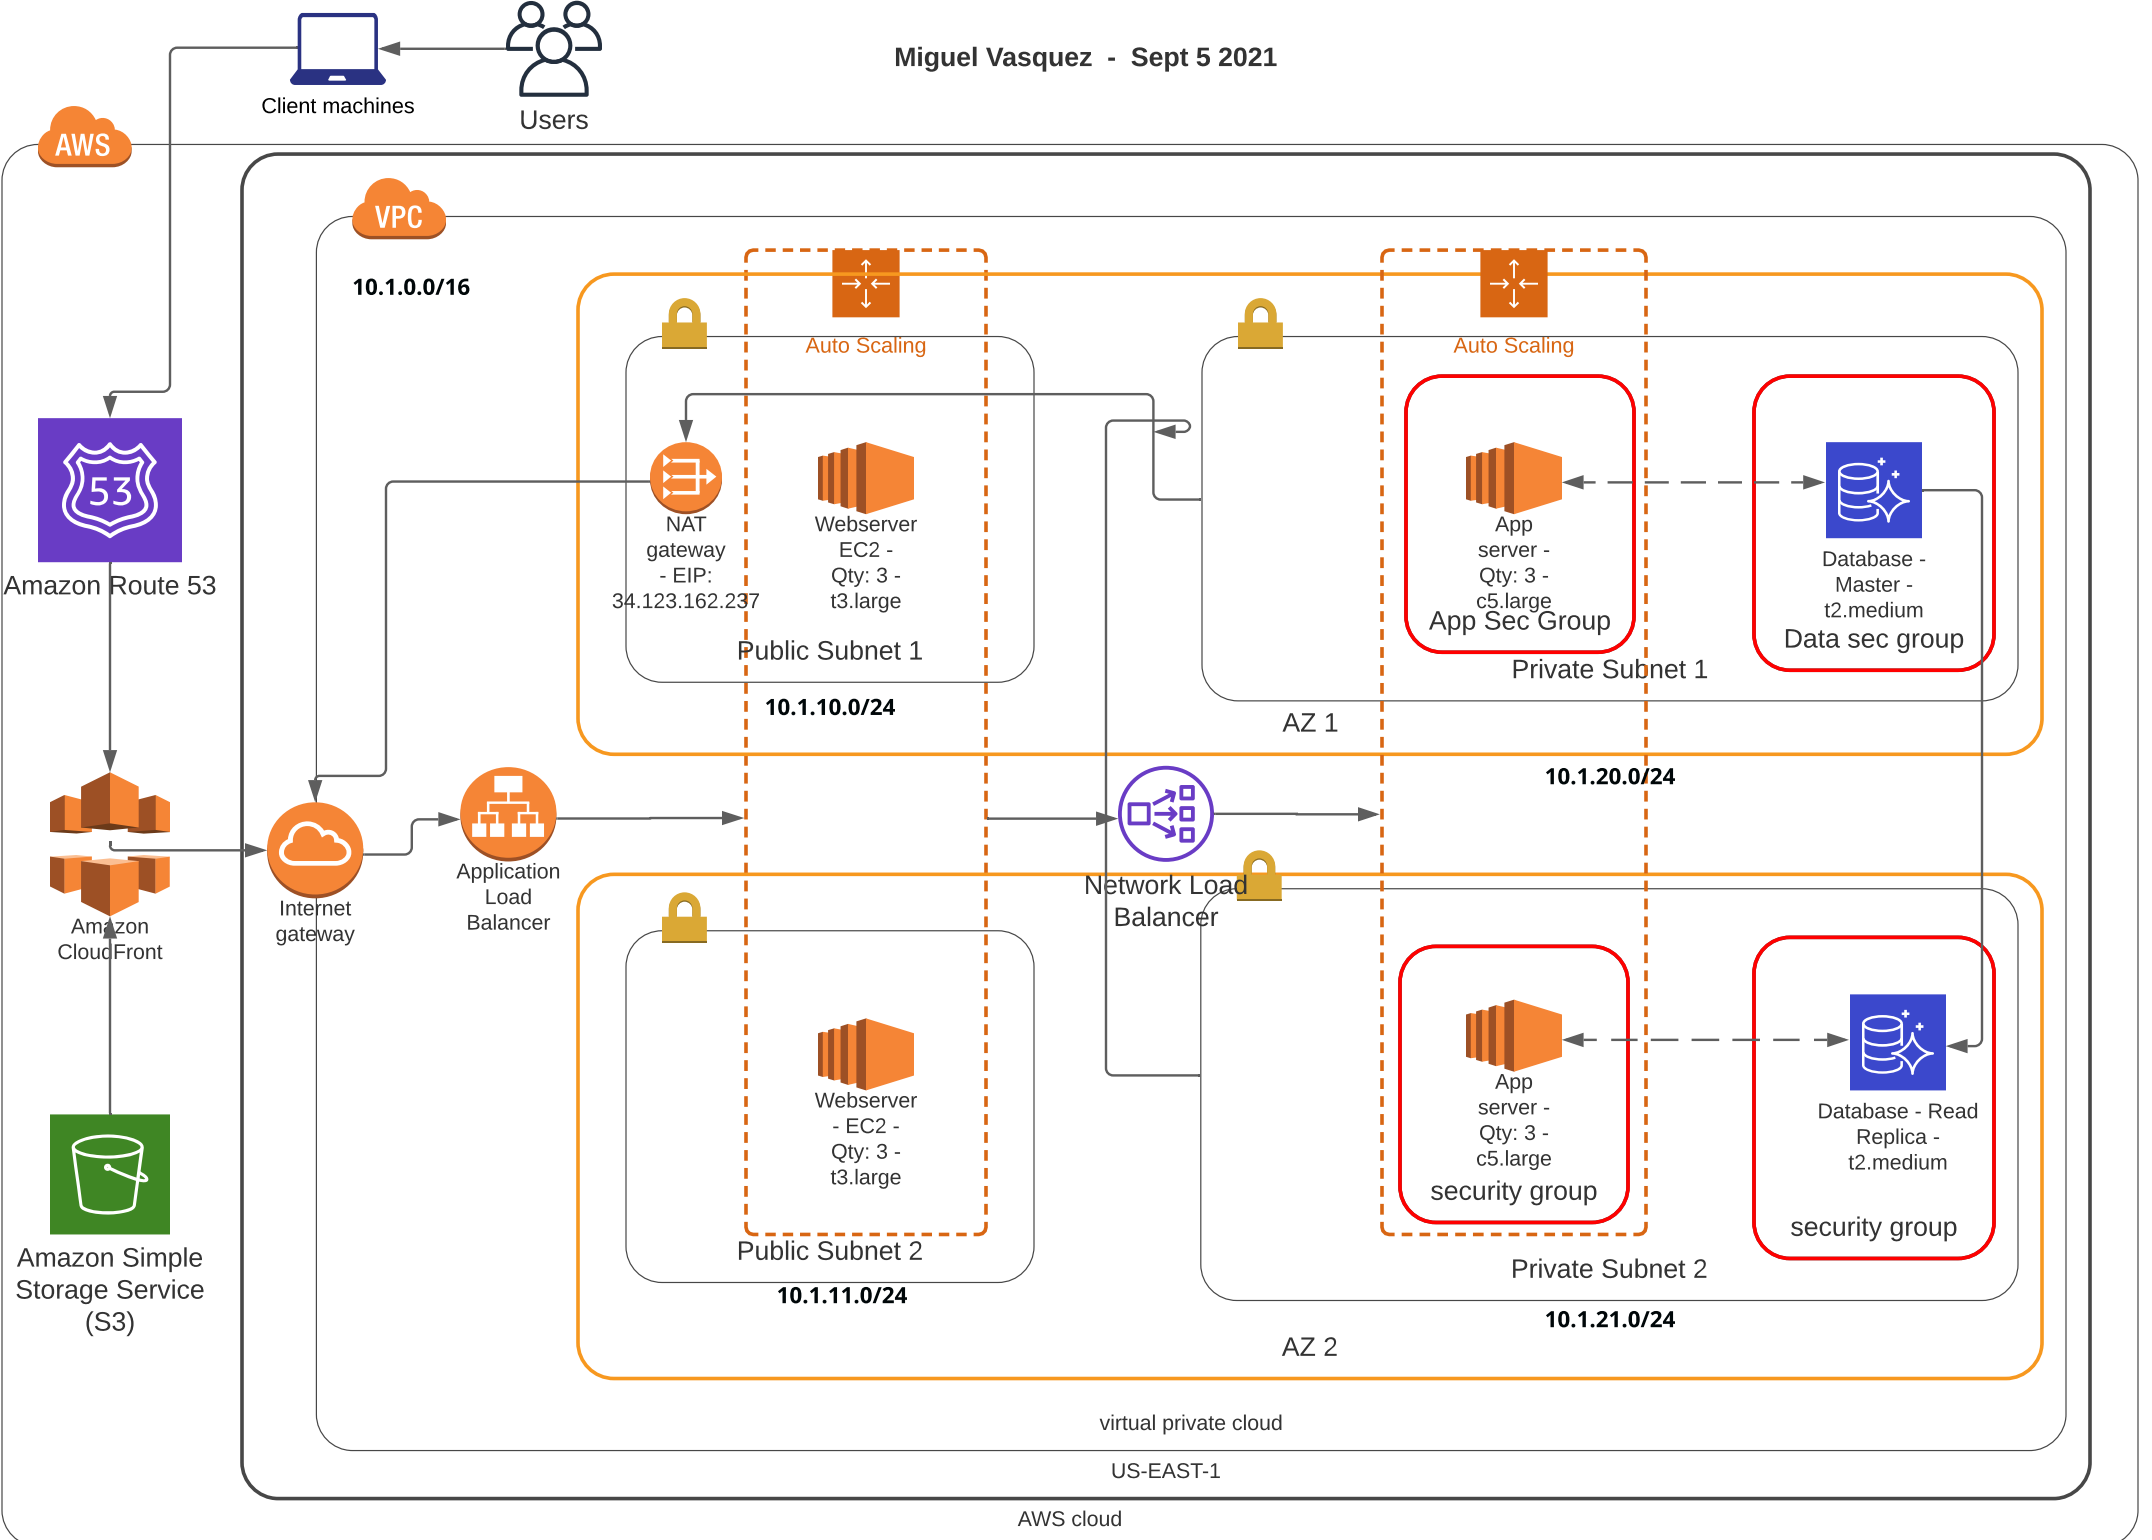 Miguel Vasquez  -  Sept 5 2021
Client machines
Users
AWS
VPC
10.1.0.0/16
Auto Scaling
Auto Scaling
53
Amazon Route 53
NAT
gateway
- EIP:
34.123.162.237
Webserver
EC2 -
Qty: 3 -
t3.large
Public Subnet 1
10.1.10.0/24
App
server -
Qty: 3 -
c5.large
App Sec Group
Database -
Master -
t2.medium
Data sec group
Private Subnet 1
AZ 1
10.1.20.0/24
Amazon
CloudFront
Internet
gateway
Application
Load
Balancer
Network Load
Balancer
Webserver
- EC2 -
Qty: 3 -
t3.large
Public Subnet 2
10.1.11.0/24
App
server -
Qty: 3 -
c5.large
security group
Database - Read
Replica -
t2.medium
security group
Private Subnet 2
10.1.21.0/24
AZ 2
Amazon Simple
Storage Service
(S3)
virtual private cloud
US-EAST-1
AWS cloud